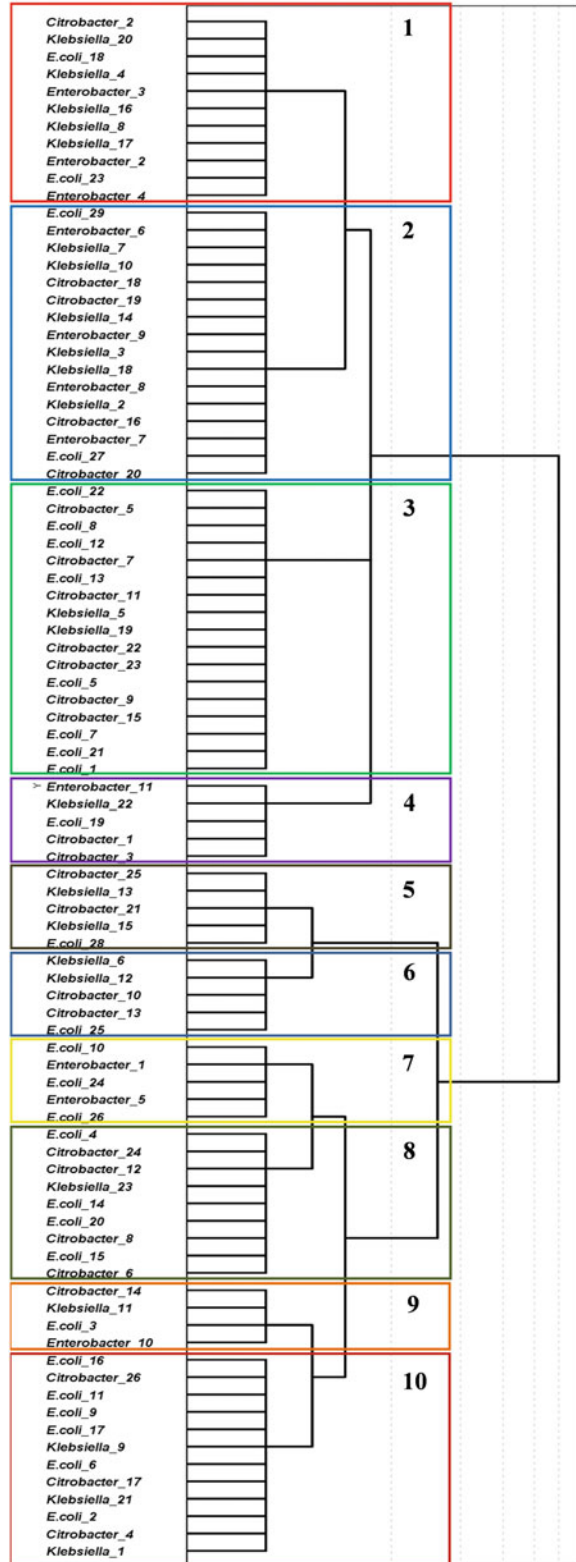 1
Citrobacter_2
Klebsiella_20
E.coli_18
Klebsiella_4
Enterobacter_3
Klebsiella_16
Klebsiella_8
Klebsiella_17
Enterobacter_2
E.coli_23
Enterobacter_4
2
E.coli_29
Enterobacter_6
Klebsiella_7
Klebsiella_10
Citrobacter_18
Citrobacter_19
Klebsiella_14
Enterobacter_9
Klebsiella_3
Klebsiella_18
Enterobacter_8
Klebsiella_2
Citrobacter_16
Enterobacter_7
E.coli_27
Citrobacter_20
3
E.coli_22
Citrobacter_5
E.coli_8
E.coli_12
Citrobacter_7
E.coli_13
Citrobacter_11
Klebsiella_5
Klebsiella_19
Citrobacter_22
Citrobacter_23
E.coli_5
Citrobacter_9
Citrobacter_15
E.coli_7
E.coli_21
E.coli_1
4
Y Enterobacter_11
Klebsiella_22
E.coli_19
Citrobacter_1
Citrobacter_3
5
Citrobacter_25
Klebsiella_13
Citrobacter_21
Klebsiella_15
E.coli_28
6
Klebsiella_6
Klebsiella_12
Citrobacter_10
Citrobacter_13
E.coli_25
7
E.coli_10
Enterobacter_1
E.coli_24
Enterobacter_5
E.coli_26
8
E.coli_4
Citrobacter_24
Citrobacter_12
Klebsiella_23
E.coli_14
E.coli_20
Citrobacter_8
E.coli_15
Citrobacter_6
9
Citrobacter_14
Klebsiella_11
E.coli_3
Enterobacter_10
10
E.coli_16
Citrobacter_26
E.coli_11
E.coli_9
E.coli_17
Klebsiella_9
E.coli_6
Citrobacter_17
Klebsiella_21
E.coli_2
Citrobacter_4
Klebsiella_1